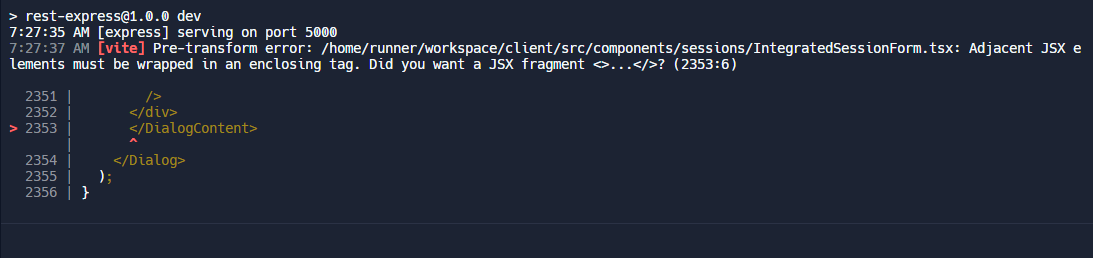 > rest-express@1.0.0 dev
7:27:35 AM [express] serving on port 5000
7:27:37 AM [vite] Pre-transform error: /home/runner/workspace/client/src/components/sessions/IntegratedSessionForm.tsx: Adjacent JSX e
lements must be wrapped in an enclosing tag. Did you want a JSX fragment <>...</>? (2353:6)
2351 |         />
2352 |       </div>
> 2353 |       </DialogContent>
|       ^
2354 |     </Dialog>
2355 |   );
2356 | }